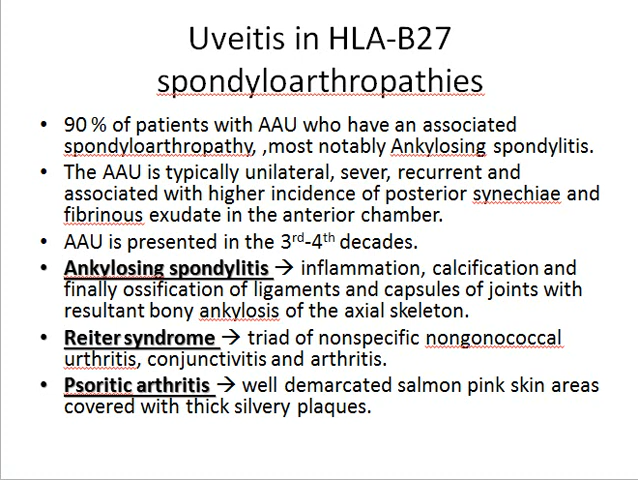 Uveitis in HLA-B27
spondyloarthropathies
• 90 % of patients with AAU who have an associated
spondyloarthropathy, ,most notably Ankylosing spondylitis.
• The AAU is typically unilateral, sever, recurrent and
associated with higher incidence of posterior synechiae and
fibrinous exudate in the anterior chamber.
• AAU is presented in the 3rd-4th decades.
• Ankylosing spondylitis → inflammation, calcification and
finally ossification of ligaments and capsules of joints with
resultant bony ankylosis of the axial skeleton.
• Reiter syndrome → triad of nonspecific nongonococcal
urthritis, conjunctivitis and arthritis.
• Psoritic arthritis → well demarcated salmon pink skin areas
covered with thick silvery plaques.